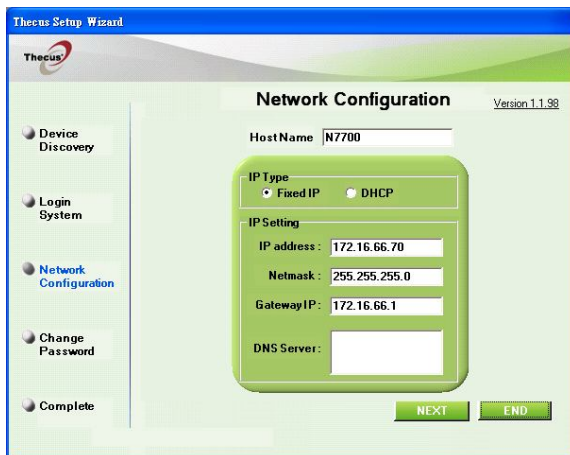 Thecus Setup Wizard
Thecus
Network Configuration
Version 1.1.98
Device
Discovery
Login
System
Network
Configuration
Change
Password
Complete
Host Name N7700
IP Type
Fixed IP DHCP
IP Setting
IP address : 172.16.66.70
Netmask : 255.255.255.0
Gateway IP: 172.16.66.1
DNS Server :
NEXT END